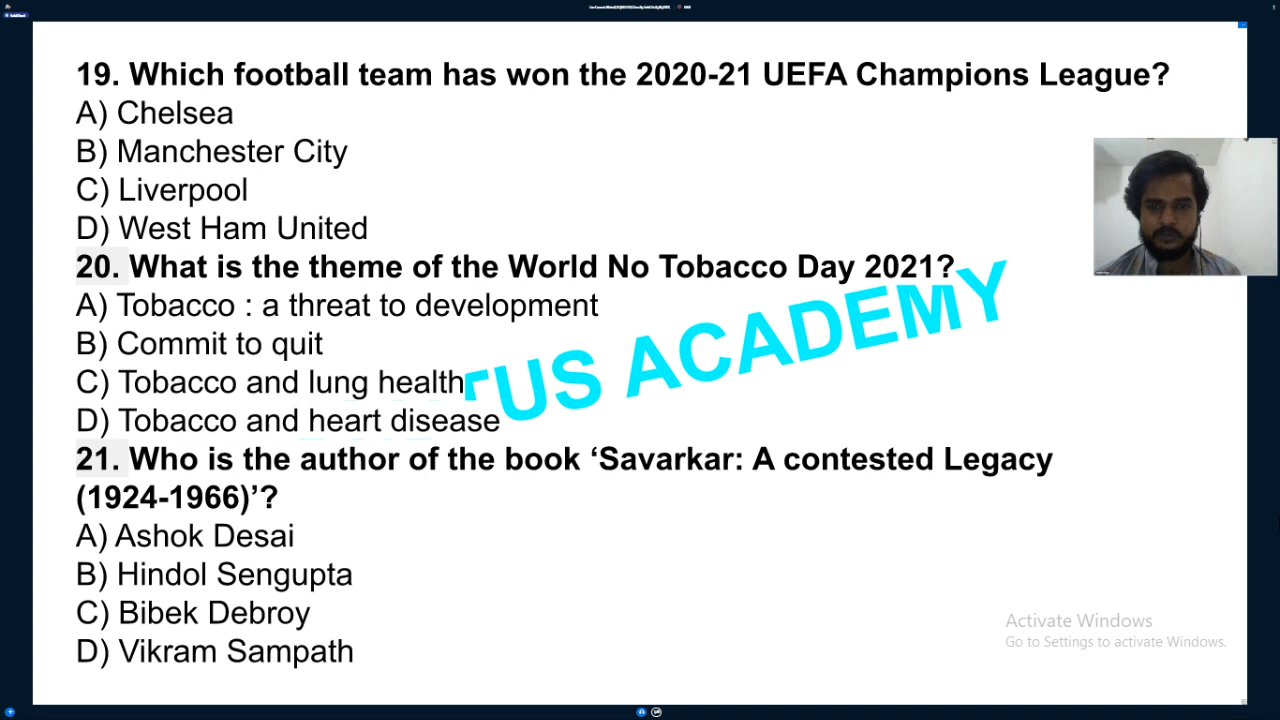 19. Which football team has won the 2020-21 UEFA Champions League?
A) Chelsea
B) Manchester City
C) Liverpool
D) West Ham United
20. What is the theme of the World No Tobacco Day 2021?
A) Tobacco : a threat to development
B) Commit to quit
C) Tobacco and lung health
D) Tobacco and heart disease
TUS ACADEMY
21. Who is the author of the book ‘Savarkar: A contested Legacy
(1924-1966)’?
A) Ashok Desai
B) Hindol Sengupta
C) Bibek Debroy
D) Vikram Sampath
Activate Windows
Go to Settings to activate Windows.